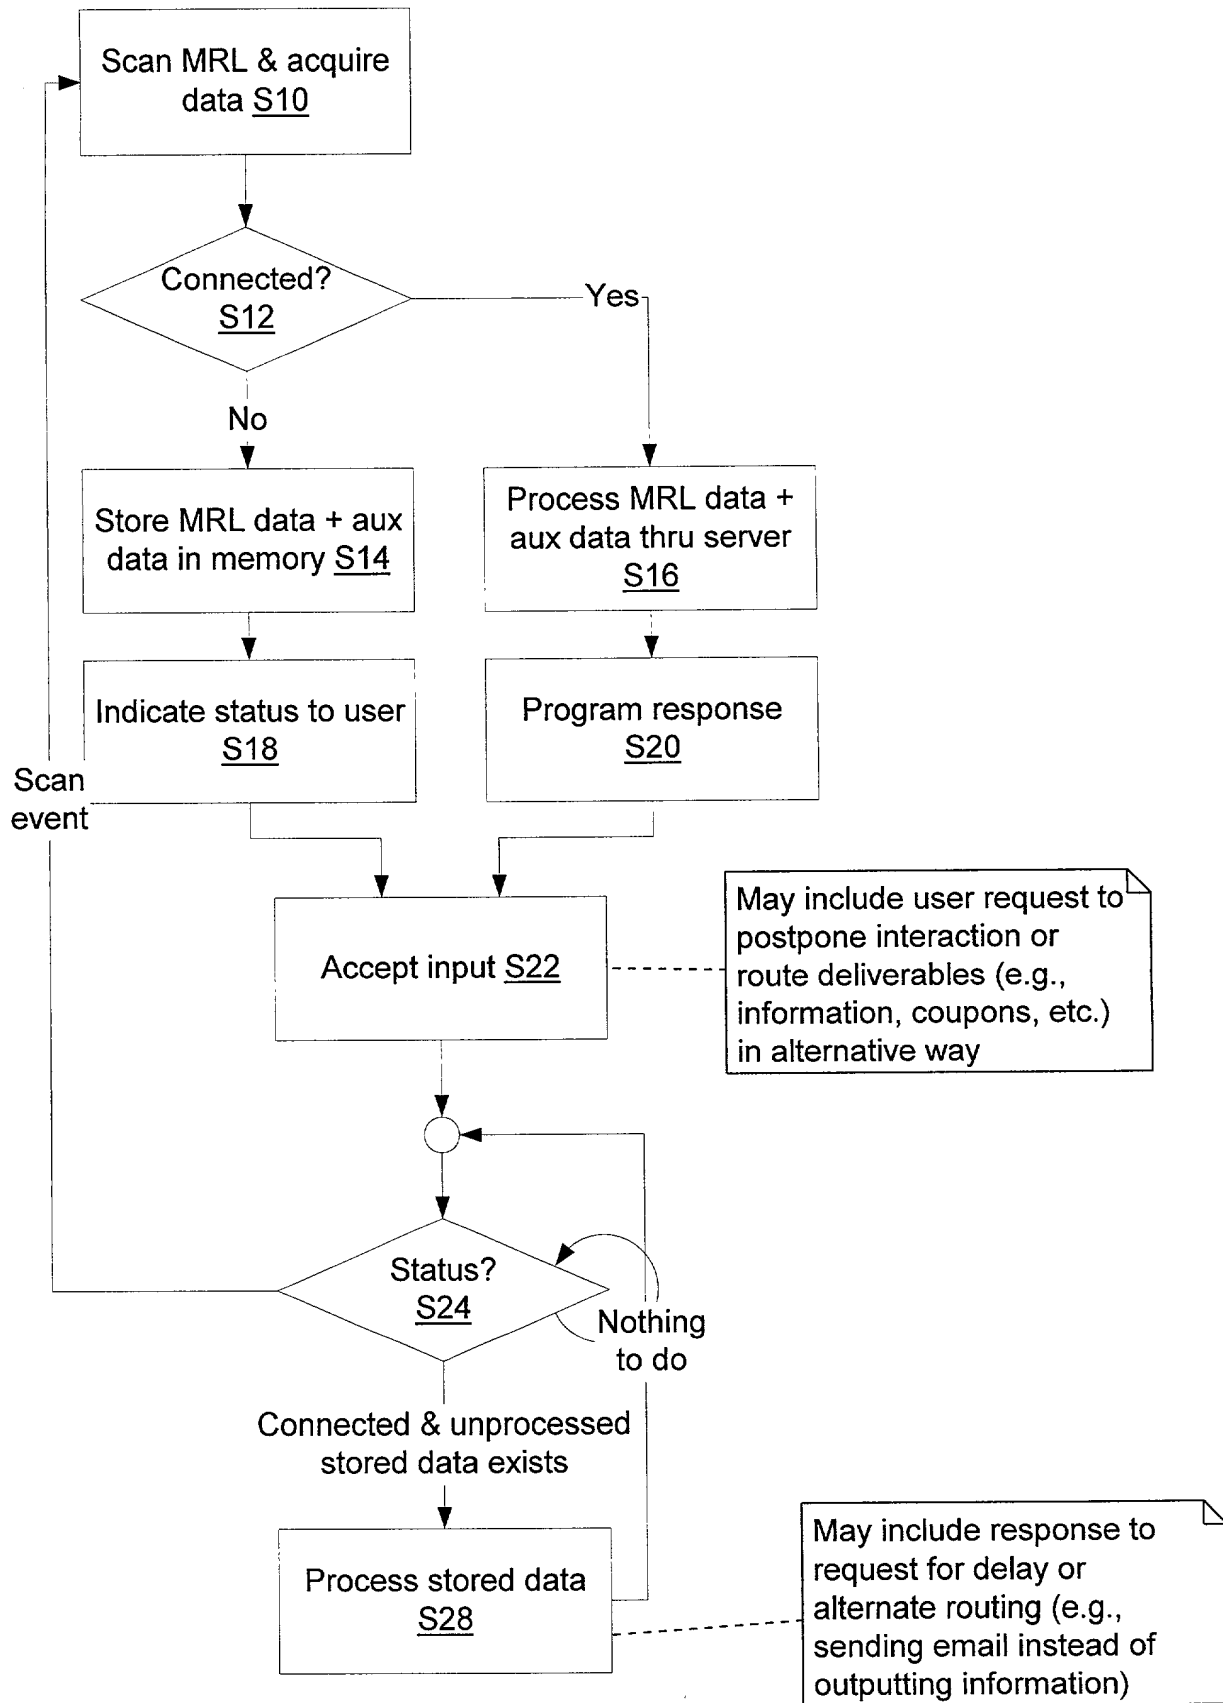 Scan MRL & acquire
data S10
Connected?
S12
Yes
No
Store MRL data + aux
data in memory S14
Process MRL data +
aux data thru server
S16
Indicate status to user
S18
Program response
S20
Scan
event
Accept input S22
May include user request to
postpone interaction or
route deliverables (e.g.,
information, coupons, etc.)
in alternative way
Status?
S24
Nothing
to do
Connected & unprocessed
stored data exists
Process stored data
S28
May include response to
request for delay or
alternate routing (e.g.,
sending email instead of
outputting information)